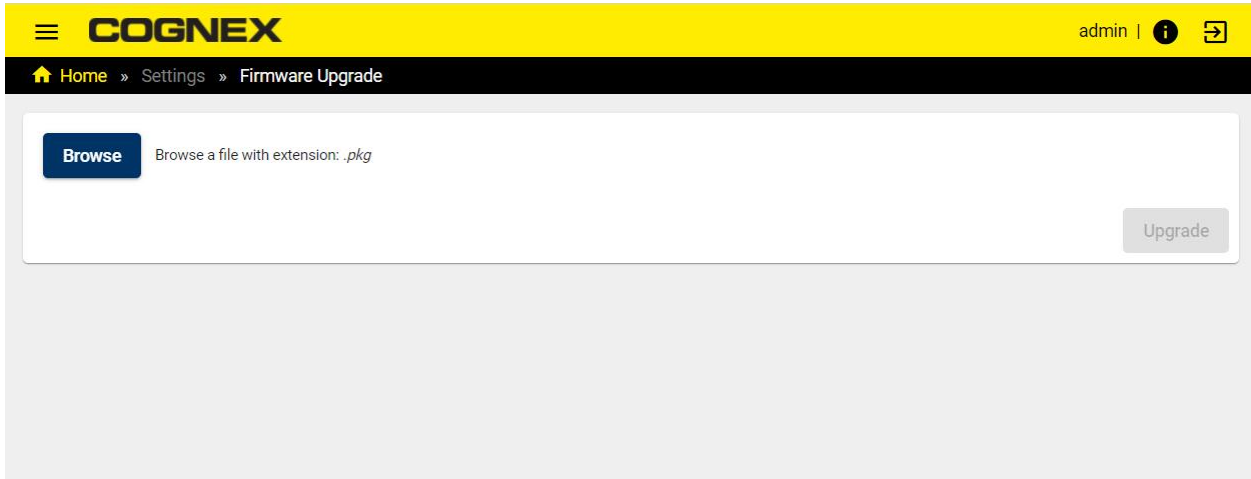 COGNEX
admin |
Home » Settings » Firmware Upgrade
Browse
Browse a file with extension: .pkg
Upgrade